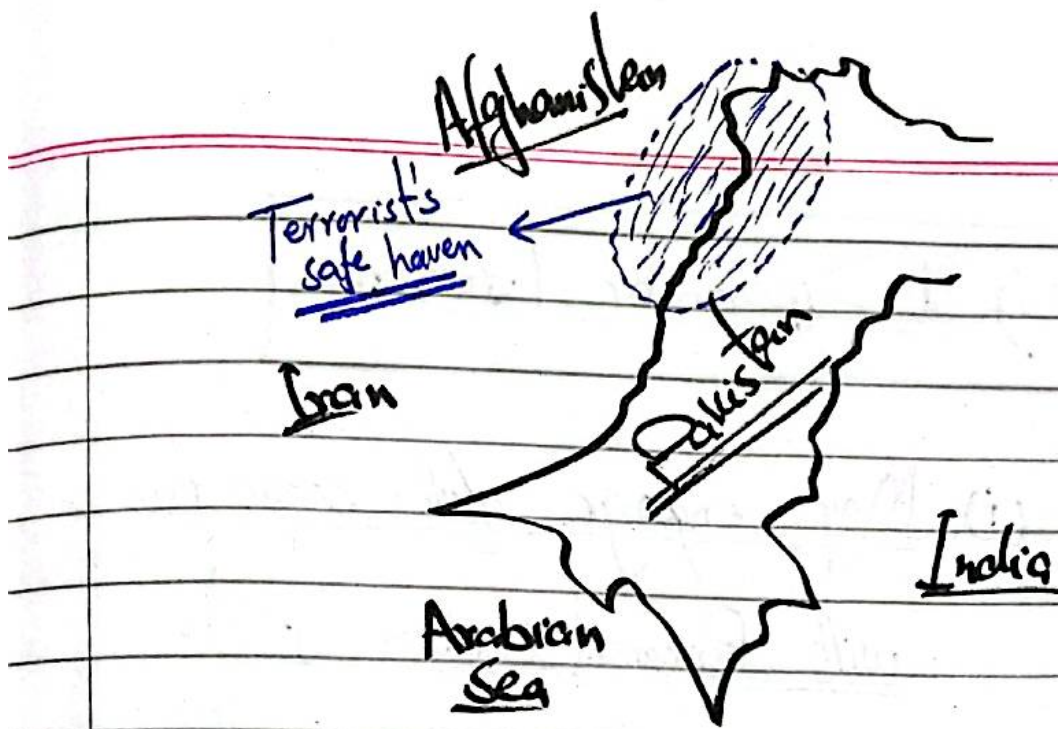 Afghanistan
Terrorist's
safe haven
Iran
Pakistan
India
Arabian
Sea